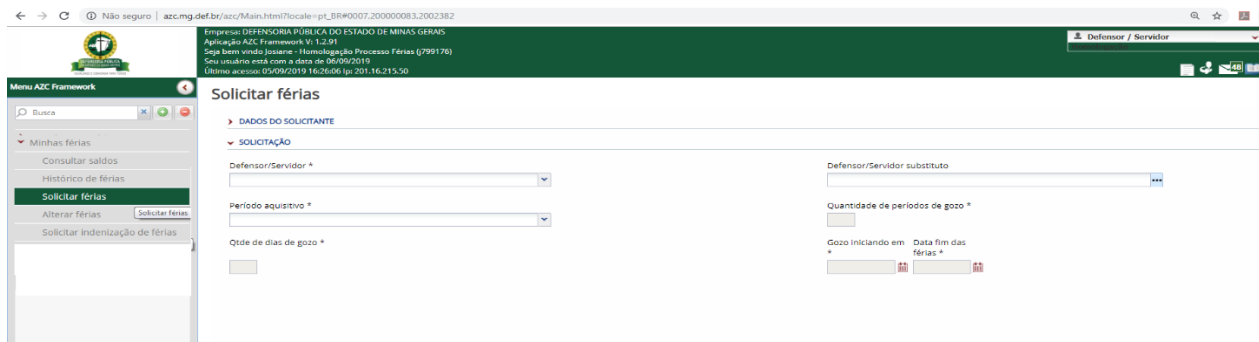 Não seguro | azc.mg.def.br/azc/Main.html?locale=pt_BR#0007.200000083.2002382
Empresa: DEFENSORIA PÚBLICA DO ESTADO DE MINAS GERAIS
Aplicação AZC Framework V: 1.2.91
Seja bem vindo Josiane - Homologação Processo Férias (j799176)
Seu usuário está com a data de 06/09/2019
Último acesso: 05/09/2019 16:26:06 Ip: 201.16.215.50
Defensor / Servidor
48
Menu AZC Framework
Busca
Minhas férias
Consultar saldos
Histórico de férias
Solicitar férias
Alterar férias
Solicitar férias
Solicitar indenização de férias
Solicitar férias
DADOS DO SOLICITANTE
SOLICITAÇÃO
Defensor/Servidor *
Defensor/Servidor substituto
Período aquisitivo *
Quantidade de períodos de gozo *
Qtde de dias de gozo *
Gozo Iniciando em *
Data fim das férias *